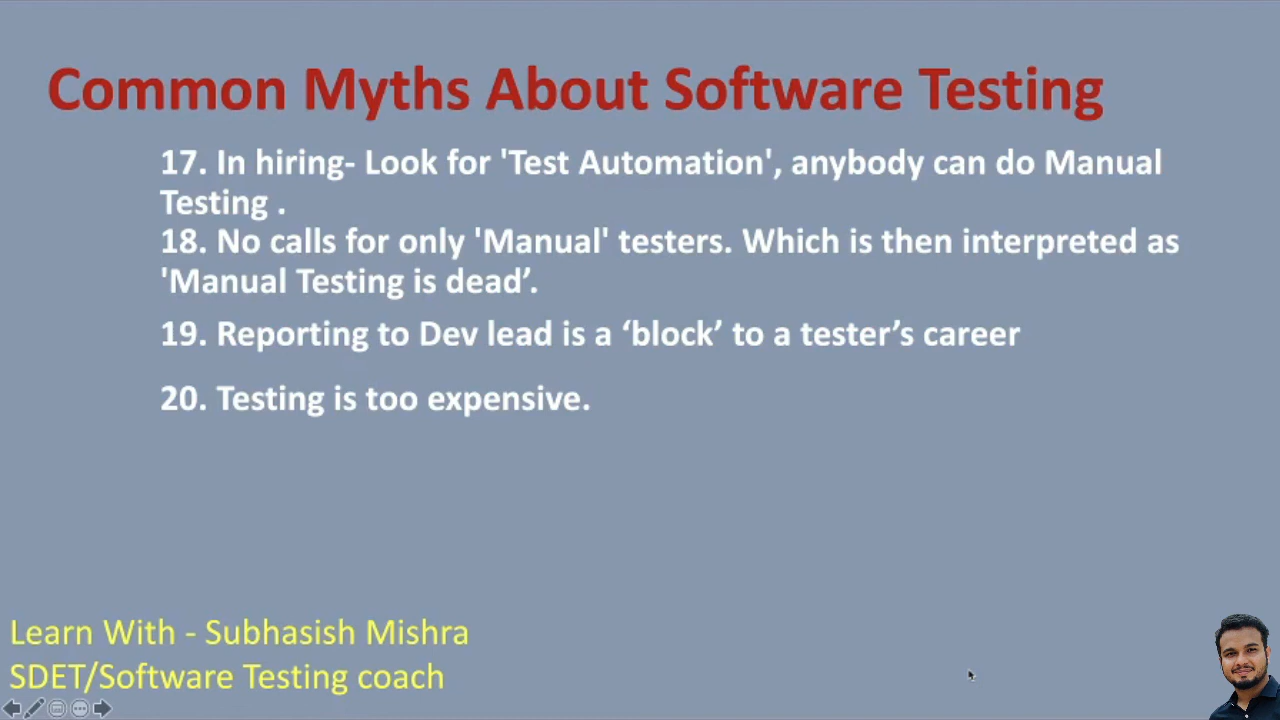 Common Myths About Software Testing
17. In hiring- Look for 'Test Automation', anybody can do Manual
Testing .
18. No calls for only 'Manual' testers. Which is then interpreted as
'Manual Testing is dead’.
19. Reporting to Dev lead is a ‘block’ to a tester’s career
20. Testing is too expensive.
Learn With - Subhasish Mishra
SDET/Software Testing coach